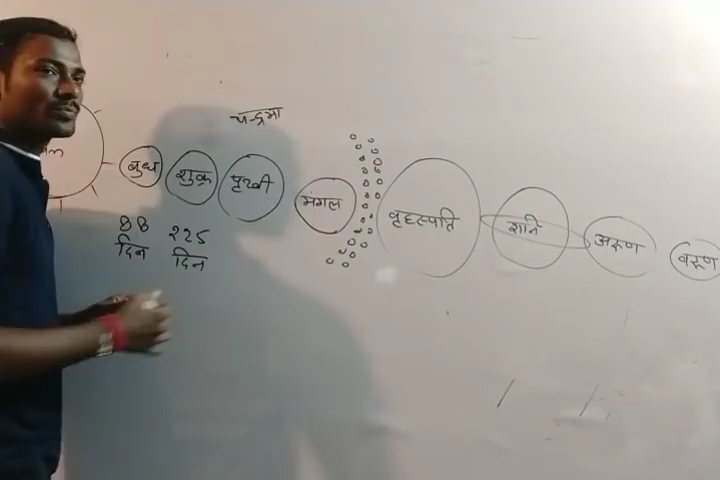 चन्द्रमा
बुध शुक्र पृथ्वी मंगल बृहस्पति शनि अरुण वरुण
88 225
दिन दिन